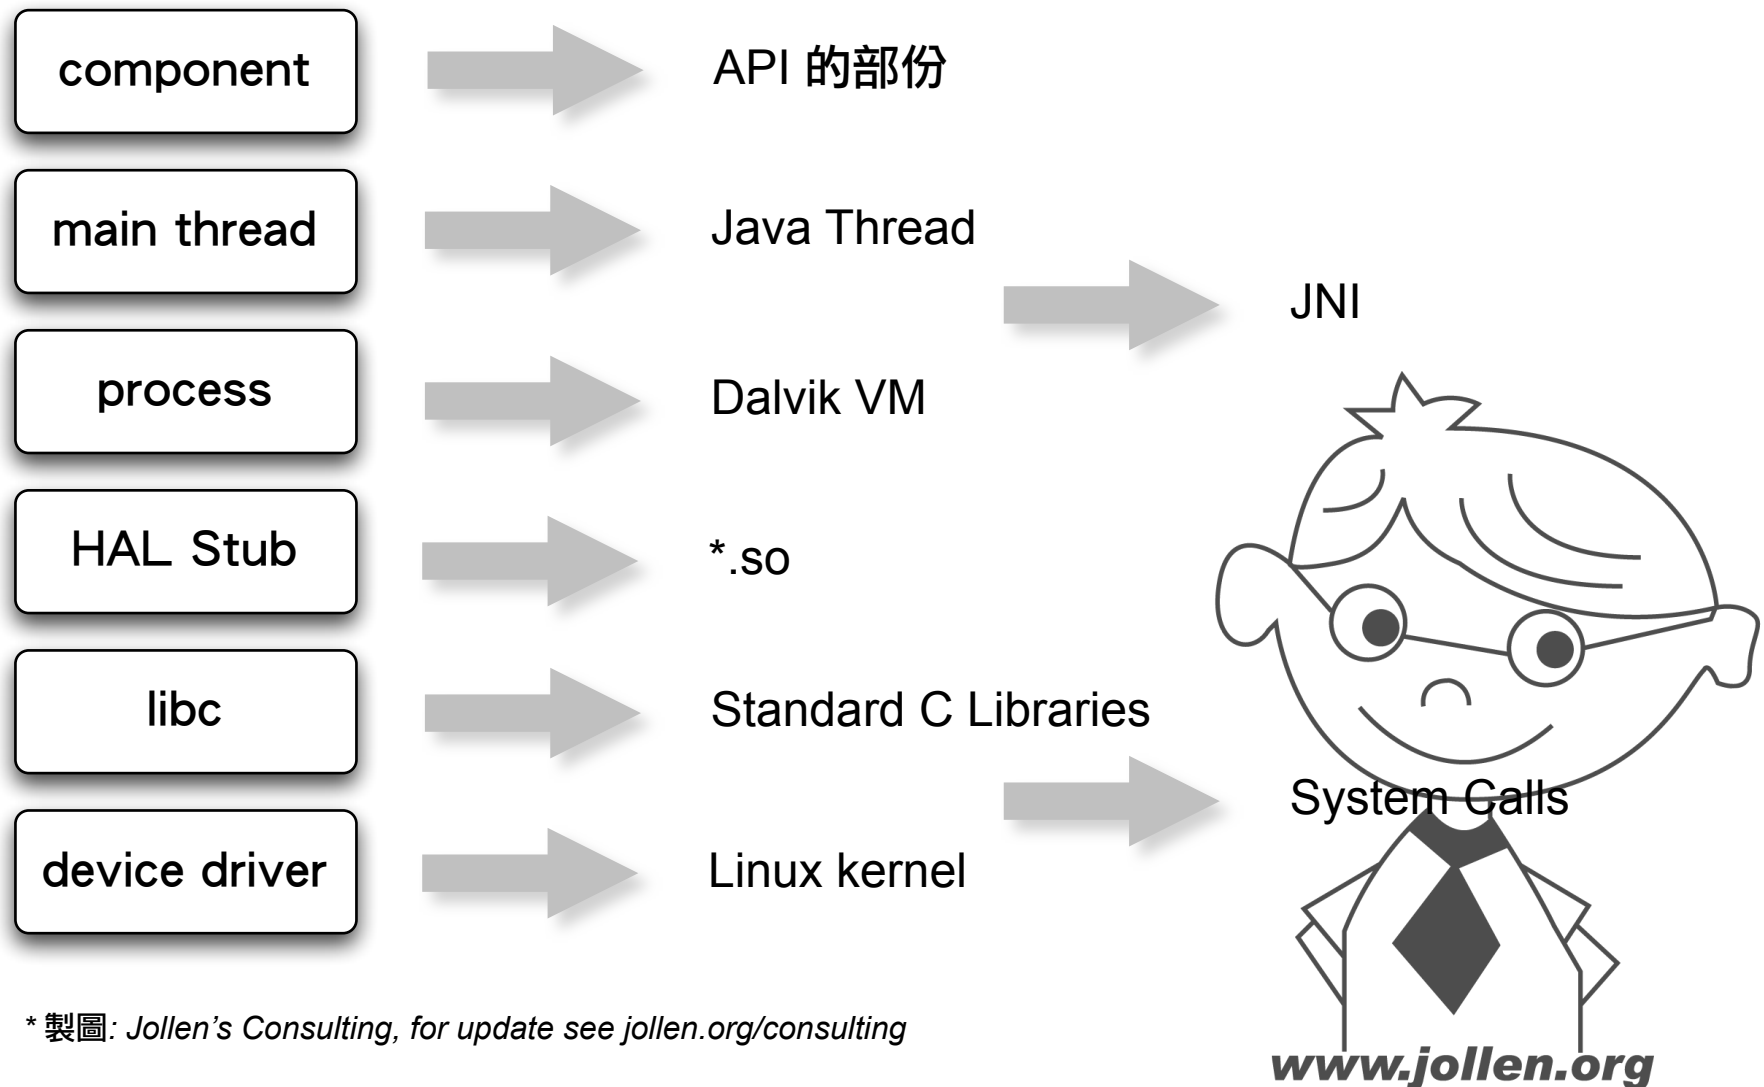 component
API 的部份
main thread
Java Thread
JNI
process
Dalvik VM
HAL Stub
*.so
libc
Standard C Libraries
System Calls
device driver
Linux kernel
* 製圖: Jollen’s Consulting, for update see jollen.org/consulting
www.jollen.org